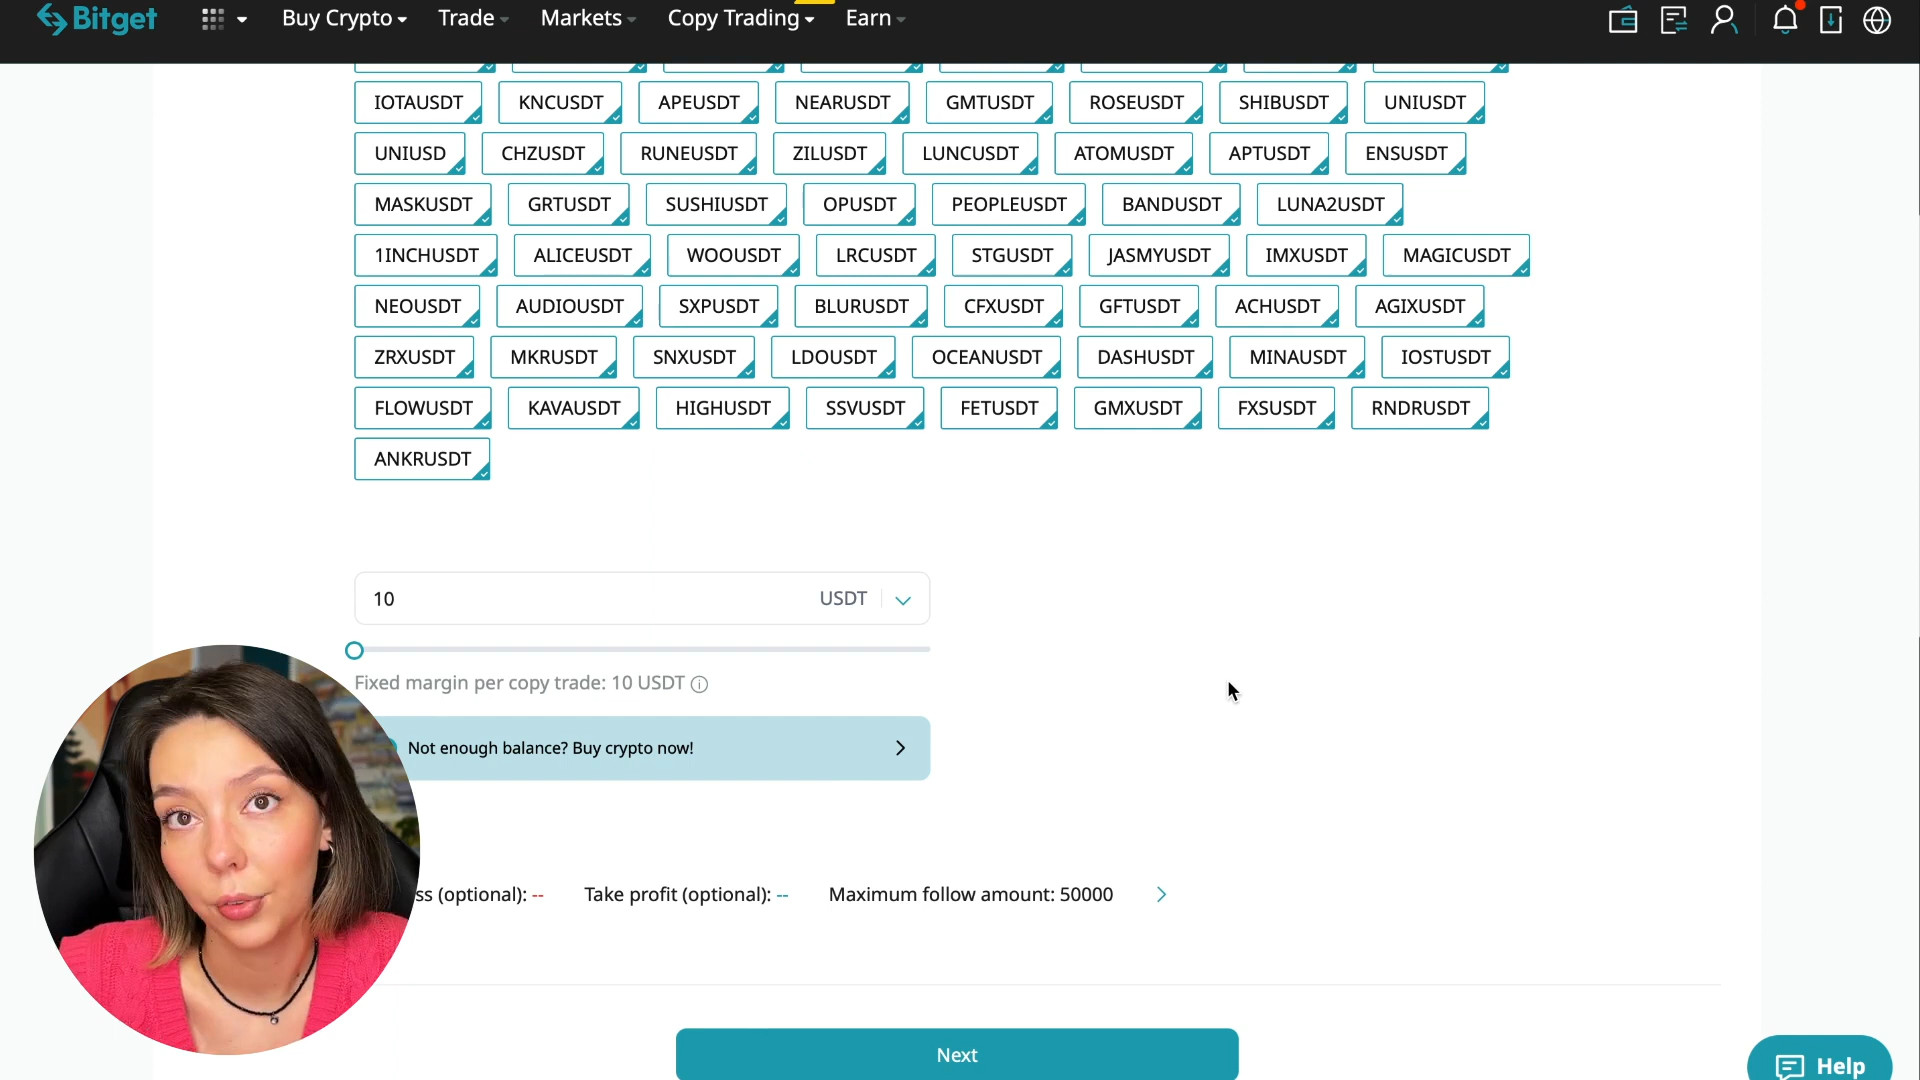 Bitget Buy Crypto Trade Markets Copy Trading Earn
IOTAUSDT KNCUSDT APEUSDT NEARUSDT GMTUSDT ROSEUSDT SHIBUSDT UNIUSDT
UNIUSD CHZUSDT RUNEUSDT ZILUSDT LUNCUSDT ATOMUSDT APTUSDT ENSUSDT
MASKUSDT GRTUSDT SUSHIUSDT OPUSDT PEOPLEUSDT BANDUSDT LUNA2USDT
1INCHUSDT ALICEUSDT WOOUSDT LRCUSDT STGUSDT JASMYUSDT IMXUSDT MAGICUSDT
NEOUSDT AUDIOUSDT SXPUSDT BLURUSDT CFXUSDT GFTUSDT ACHUSDT AGIXUSDT
ZRXUSDT MKRUSDT SNXUSDT LDOUSDT OCEANUSDT DASHUSDT MINAUSDT IOSTUSDT
FLOWUSDT KAVAUSDT HIGHUSDT SSVUSDT FETUSDT GMXUSDT FXSUSDT RNDRUSDT
ANKRUSDT
10 USDT
Fixed margin per copy trade: 10 USDT
Not enough balance? Buy crypto now!
(optional): -- Take profit (optional): -- Maximum follow amount: 50000
Next
Help